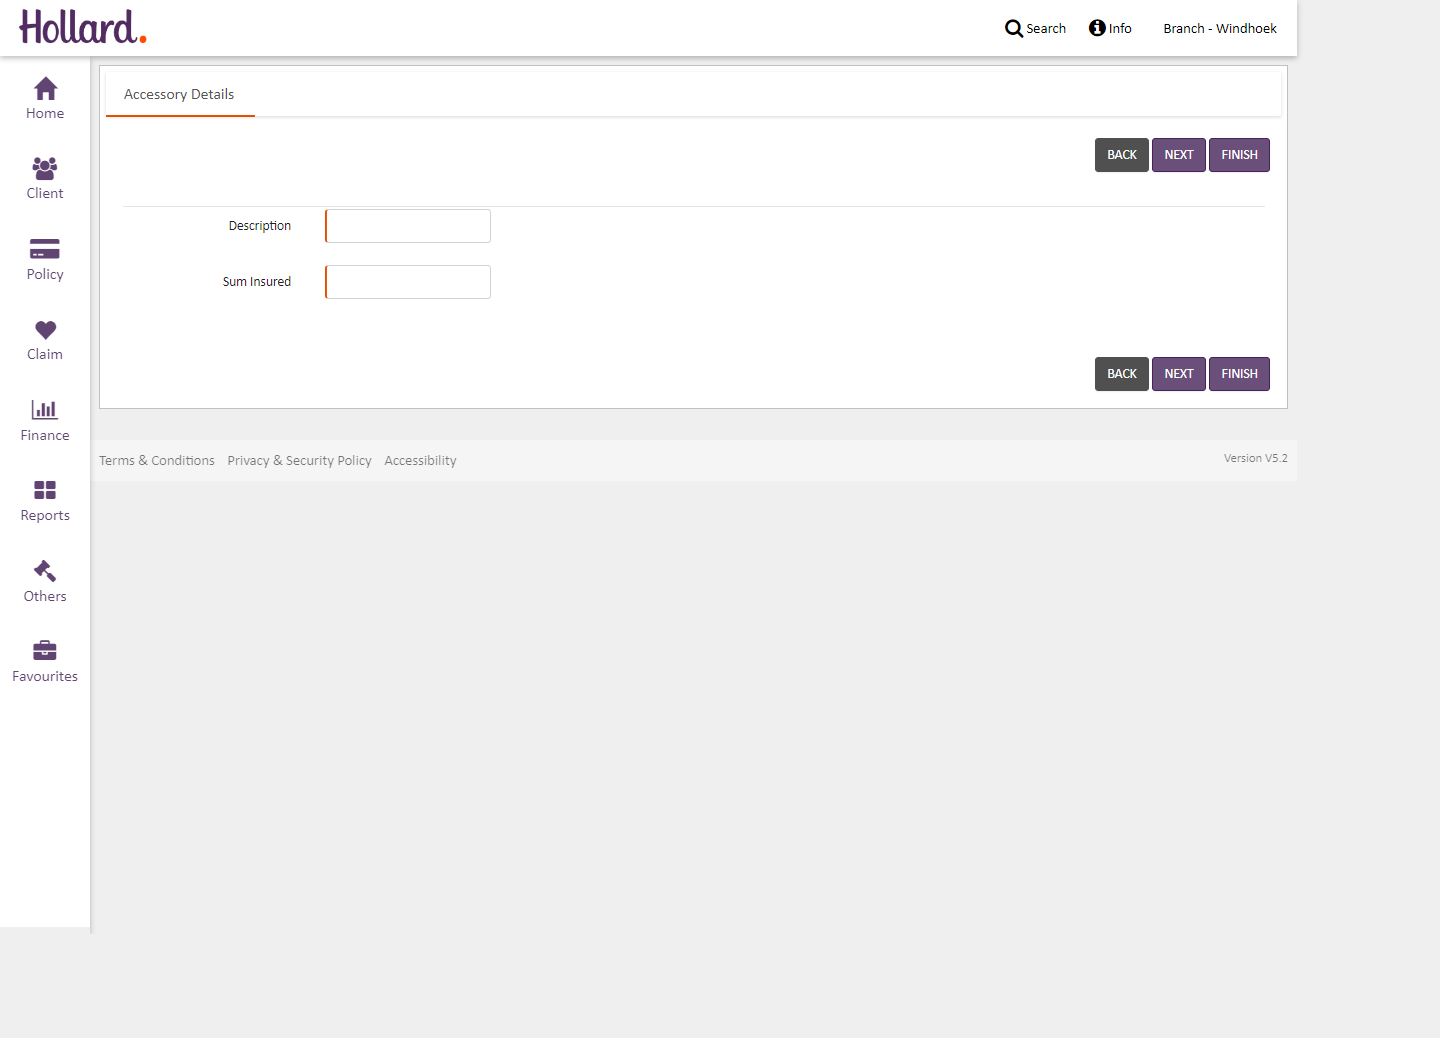 Hollard.
Search Info Branch - Windhoek
Home
Client
Policy
Claim
Finance
Reports
Others
Favourites
Accessory Details
BACK NEXT FINISH
Description
Sum Insured
BACK NEXT FINISH
Terms & Conditions Privacy & Security Policy Accessibility Version V5.2